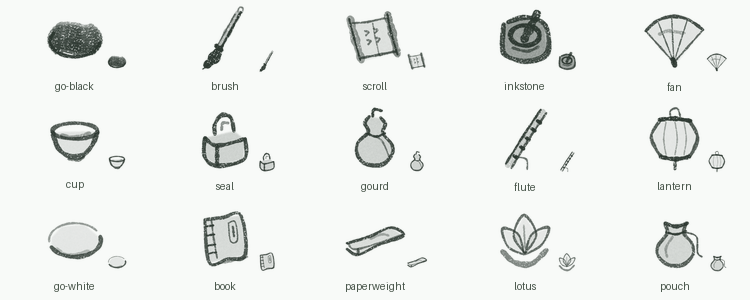 go-black brush scroll inkstone fan
cup seal gourd flute lantern
go-white book paperweight lotus pouch